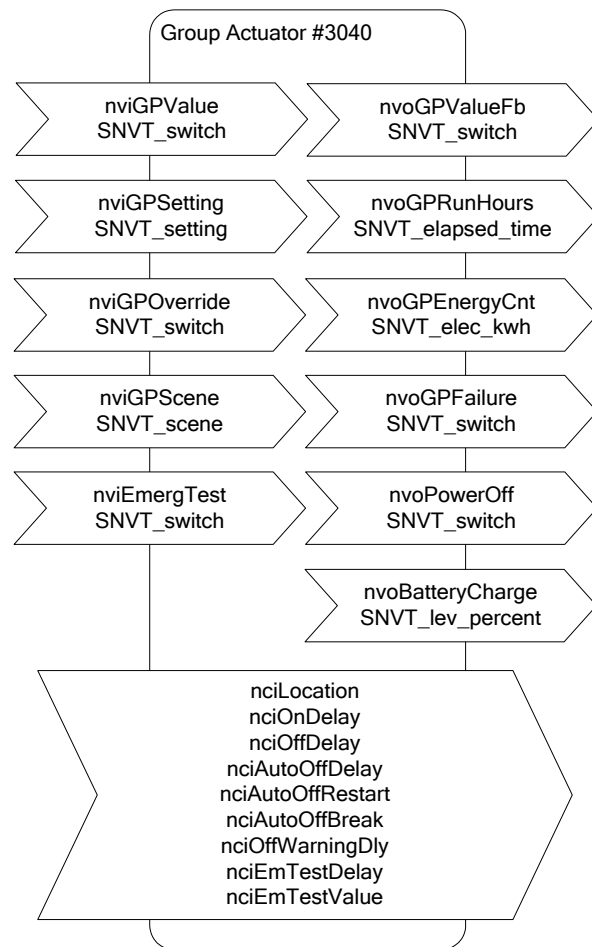 Group Actuator #3040
nviGPValue
SNVT_switch
nvoGPValueFb
SNVT_switch
nviGPSetting
SNVT_setting
nvoGPRunHours
SNVT_elapsed_time
nviGPOverride
SNVT_switch
nvoGPEnergyCnt
SNVT_elec_kwh
nviGPScene
SNVT_scene
nvoGPFailure
SNVT_switch
nviEmergTest
SNVT_switch
nvoPowerOff
SNVT_switch
nvoBatteryCharge
SNVT_lev_percent
nciLocation
nciOnDelay
nciOffDelay
nciAutoOffDelay
nciAutoOffRestart
nciAutoOffBreak
nciOffWarningDly
nciEmTestDelay
nciEmTestValue